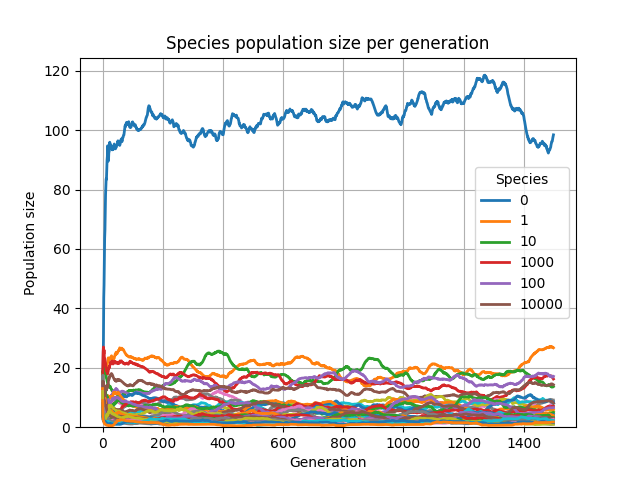 Species population size per generation
Population size
120
100
80
60
40
20
0
0 200 400 600 800 1000 1200 1400
Generation
Species
0
1
10
1000
100
10000